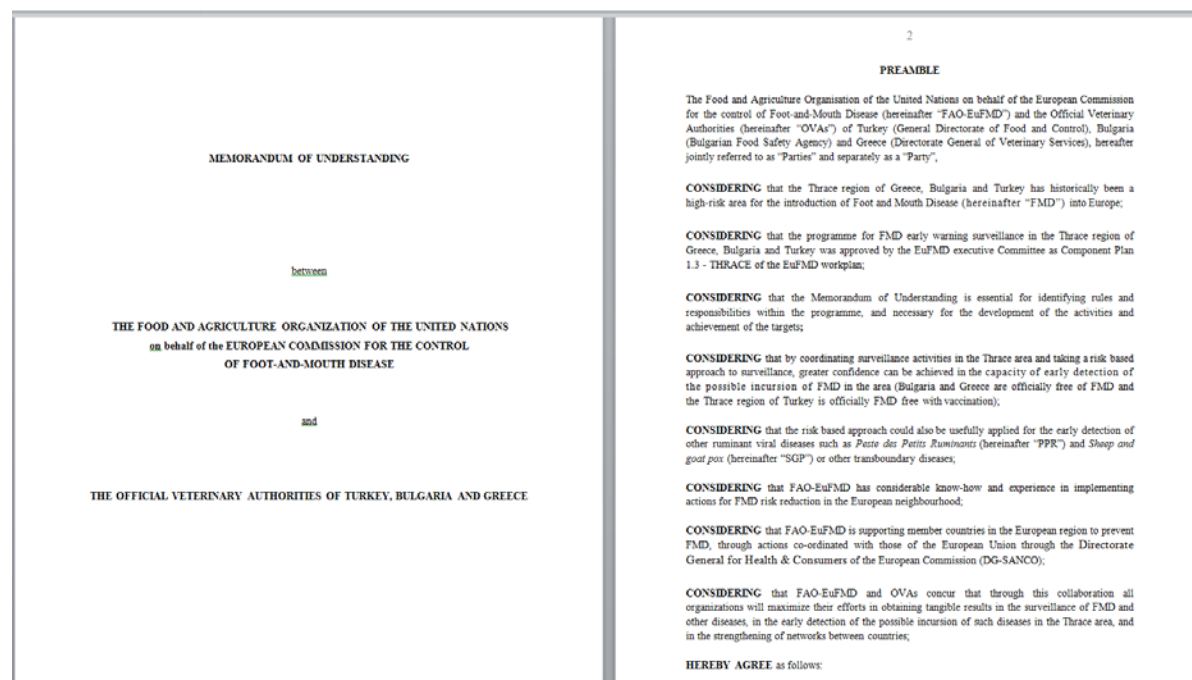 MEMORANDUM OF UNDERSTANDING
between
THE FOOD AND AGRICULTURE ORGANIZATION OF THE UNITED NATIONS
on behalf of the EUROPEAN COMMISSION FOR THE CONTROL
OF FOOT-AND-MOUTH DISEASE
and
THE OFFICIAL VETERINARY AUTHORITIES OF TURKEY, BULGARIA AND GREECE
2
PREAMBLE
The Food and Agriculture Organisation of the United Nations on behalf of the European Commission
for the control of Foot-and-Mouth Disease (hereinafter “FAO-EuFMD”) and the Official Veterinary
Authorities (hereinafter “OVAs”) of Turkey (General Directorate of Food and Control), Bulgaria
(Bulgarian Food Safety Agency) and Greece (Directorate General of Veterinary Services), hereafter
jointly referred to as “Parties” and separately as a “Party”,
CONSIDERING that the Thrace region of Greece, Bulgaria and Turkey has historically been a
high-risk area for the introduction of Foot and Mouth Disease (hereinafter “FMD”) into Europe;
CONSIDERING that the programme for FMD early warning surveillance in the Thrace region of
Greece, Bulgaria and Turkey was approved by the EuFMD executive Committee as Component Plan
1.3 - THRACE of the EuFMD workplan;
CONSIDERING that the Memorandum of Understanding is essential for identifying rules and
responsibilities within the programme, and necessary for the development of the activities and
achievement of the targets;
CONSIDERING that by coordinating surveillance activities in the Thrace area and taking a risk based
approach to surveillance, greater confidence can be achieved in the capacity of early detection of
the possible incursion of FMD in the area (Bulgaria and Greece are officially free of FMD and
the Thrace region of Turkey is officially FMD free with vaccination);
CONSIDERING that the risk based approach could also be usefully applied for the early detection of
other ruminant viral diseases such as Peste des Petits Ruminants (hereinafter “PPR”) and Sheep and
goat pox (hereinafter “SGP”) or other transboundary diseases;
CONSIDERING that FAO-EuFMD has considerable know-how and experience in implementing
actions for FMD risk reduction in the European neighbourhood;
CONSIDERING that FAO-EuFMD is supporting member countries in the European region to prevent
FMD, through actions co-ordinated with those of the European Union through the Directorate
General for Health & Consumers of the European Commission (DG-SANCO);
CONSIDERING that FAO-EuFMD and OVAs concur that through this collaboration all
organizations will maximize their efforts in obtaining tangible results in the surveillance of FMD and
other diseases, in the early detection of the possible incursion of such diseases in the Thrace area, and
in the strengthening of networks between countries;
HEREBY AGREE as follows: